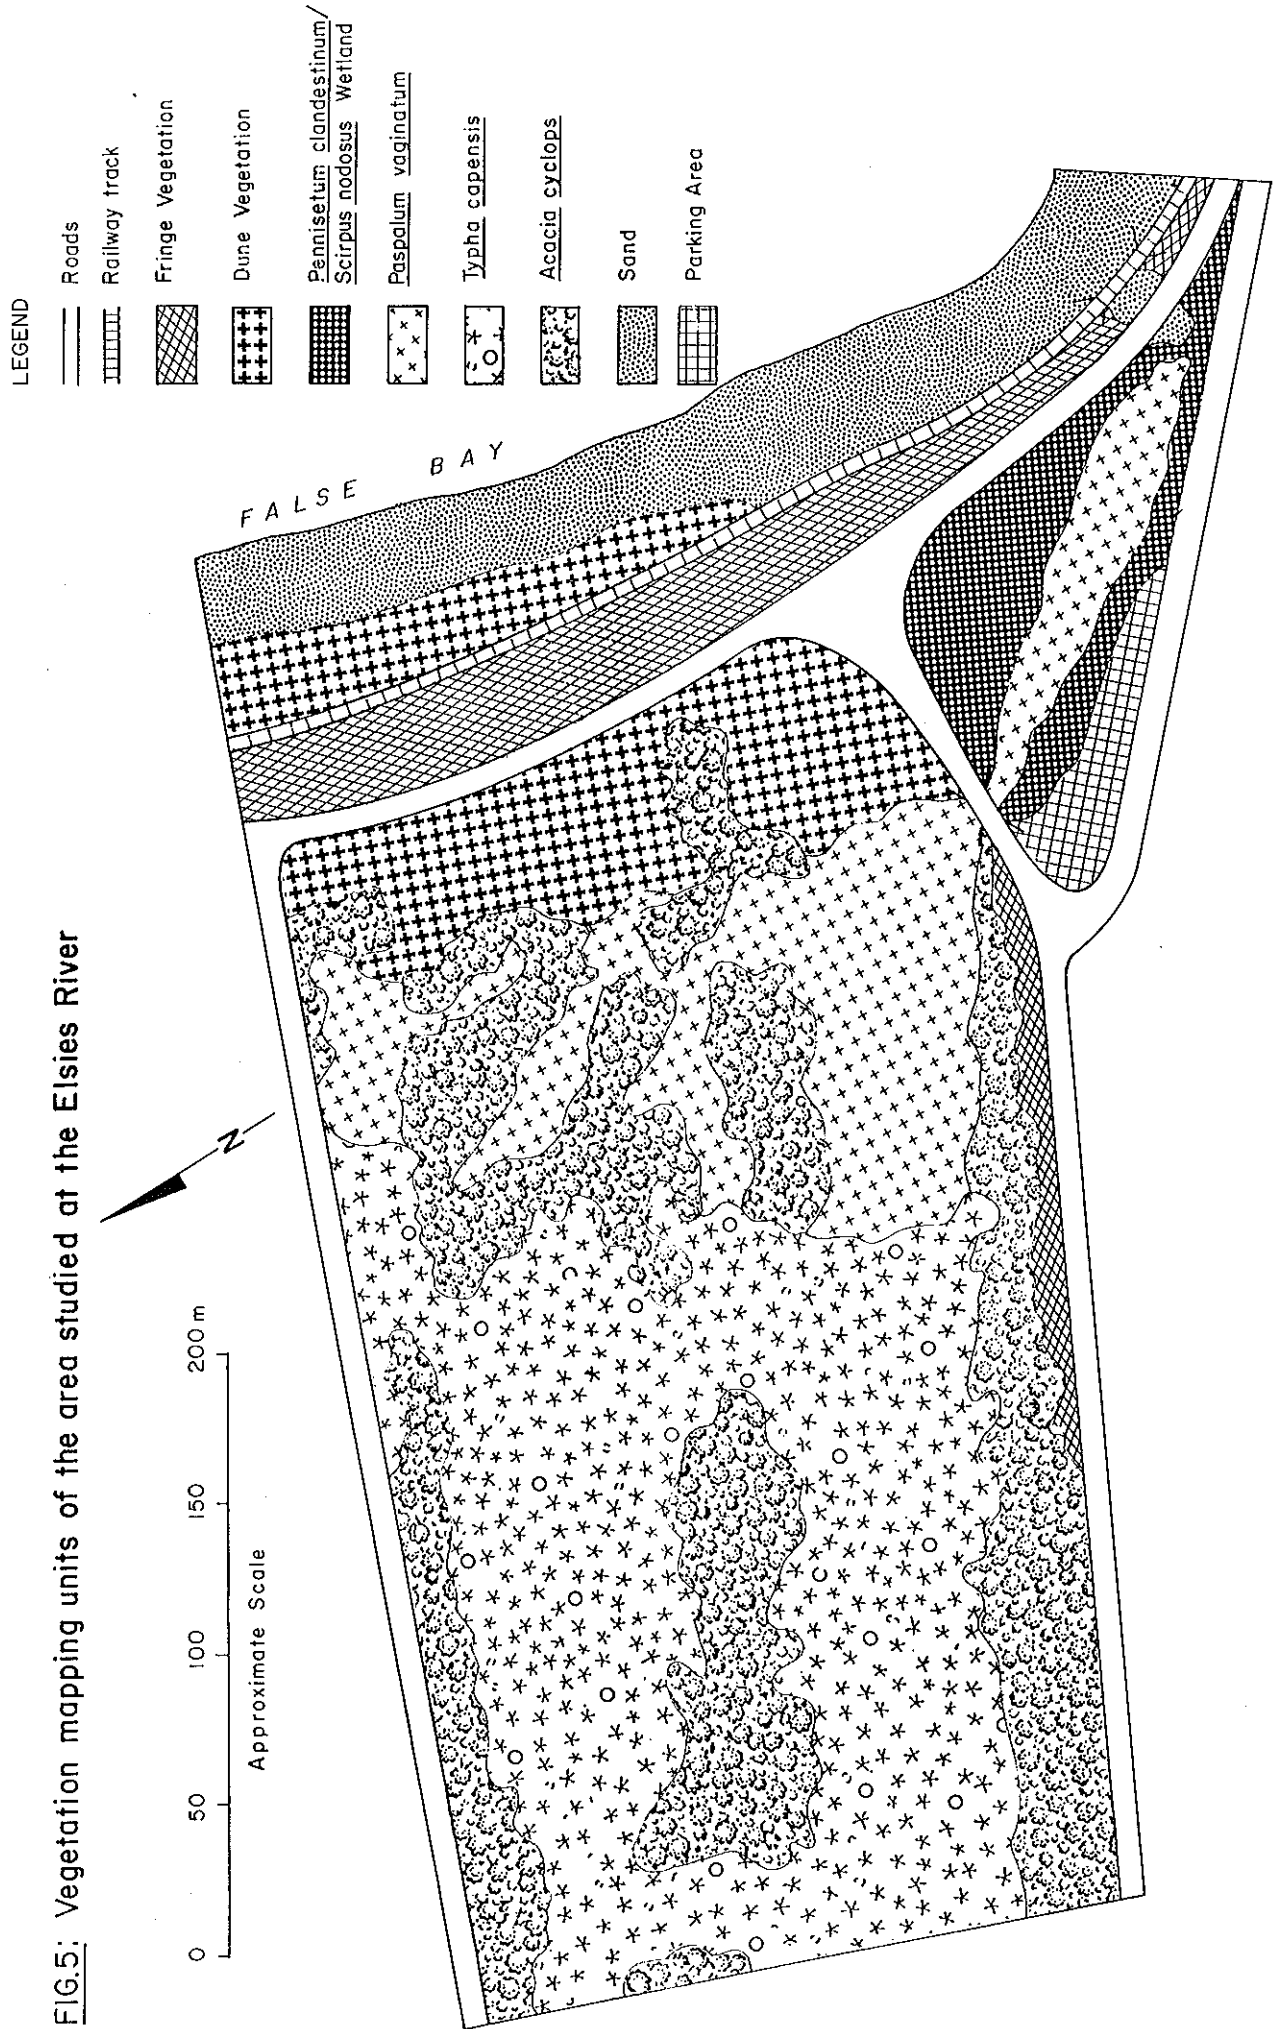 FIG.5: Vegetation mapping units of the area studied at the Elsies River
0 50 100 150 200 m
Approximate Scale
N
FALSE BAY
LEGEND
Roads
Railway track
Fringe Vegetation
Dune Vegetation
Pennisetum clandestinum/
Scirpus nodosus Wetland
Paspalum vaginatum
Typha capensis
Acacia cyclops
Sand
Parking Area